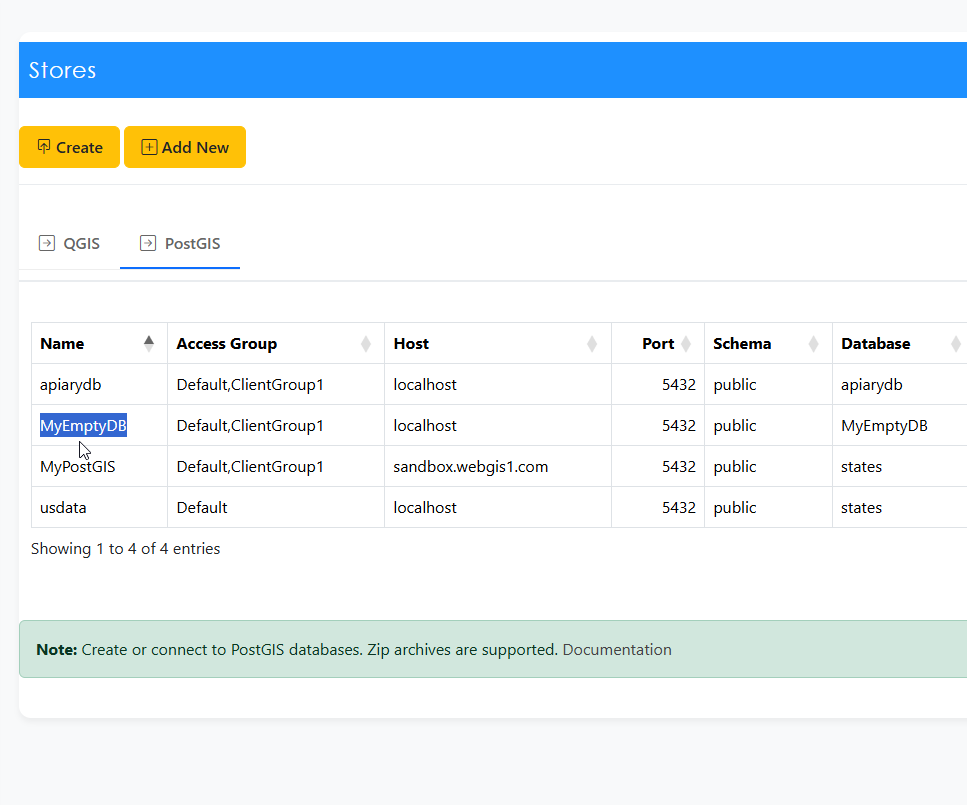 Stores
Create Add New
QGIS PostGIS
Name Access Group Host Port Schema Database
apiarydb Default,ClientGroup1 localhost 5432 public apiarydb
MyEmptyDB Default,ClientGroup1 localhost 5432 public MyEmptyDB
MyPostGIS Default,ClientGroup1 sandbox.webgis1.com 5432 public states
usdata Default localhost 5432 public states
Showing 1 to 4 of 4 entries
Note: Create or connect to PostGIS databases. Zip archives are supported. Documentation